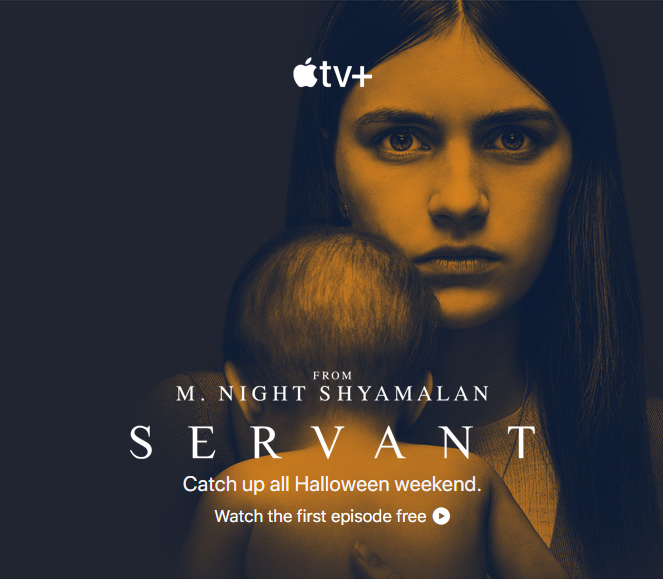 tv+
FROM
M. NIGHT SHYAMALAN
SERVANT
Catch up all Halloween weekend.
Watch the first episode free